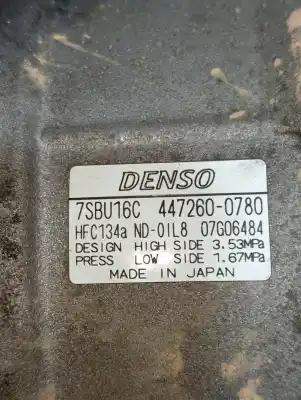 DENSO
7SBU16C 447260-0780
HFC134a ND-OIL8 07G06484
DESIGN HIGH SIDE 3.53MPa
PRESS LOW SIDE 1.67MPa
MADE IN JAPAN